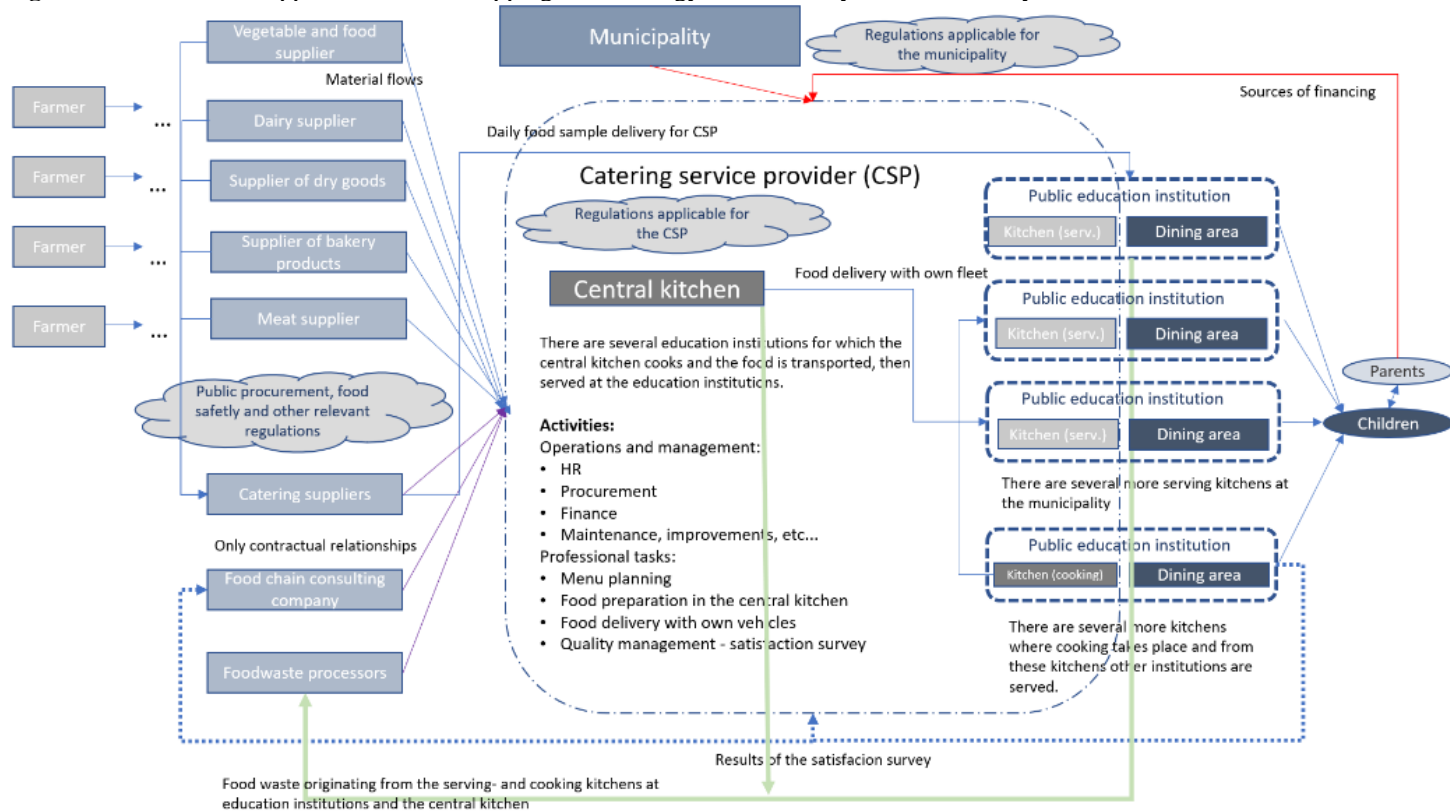 Municipality
Regulations applicable for
the municipality
Sources of financing
Vegetable and food
supplier
Material flows
Farmer
...
Dairy supplier
Daily food sample delivery for CSP
Farmer
...
Supplier of dry goods
Farmer
...
Supplier of bakery
products
Farmer
...
Meat supplier
Public procurement, food
safetly and other relevant
regulations
Catering suppliers
Only contractual relationships
Food chain consulting
company
Foodwaste processors
Catering service provider (CSP)
Regulations applicable for
the CSP
Central kitchen
Food delivery with own fleet
There are several education institutions for which the
central kitchen cooks and the food is transported, then
served at the education institutions.
Activities:
Operations and management:
• HR
• Procurement
• Finance
• Maintenance, improvements, etc...
Professional tasks:
• Menu planning
• Food preparation in the central kitchen
• Food delivery with own vehicles
• Quality management - satisfaction survey
Public education institution
Kitchen (serv.)
Dining area
Public education institution
Kitchen (serv.)
Dining area
Public education institution
Kitchen (serv.)
Dining area
There are several more serving kitchens at
the municipality
Public education institution
Kitchen (cooking)
Dining area
There are several more kitchens
where cooking takes place and from
these kitchens other institutions are
served.
Parents
Children
Results of the satisfacion survey
Food waste originating from the serving- and cooking kitchens at
education institutions and the central kitchen